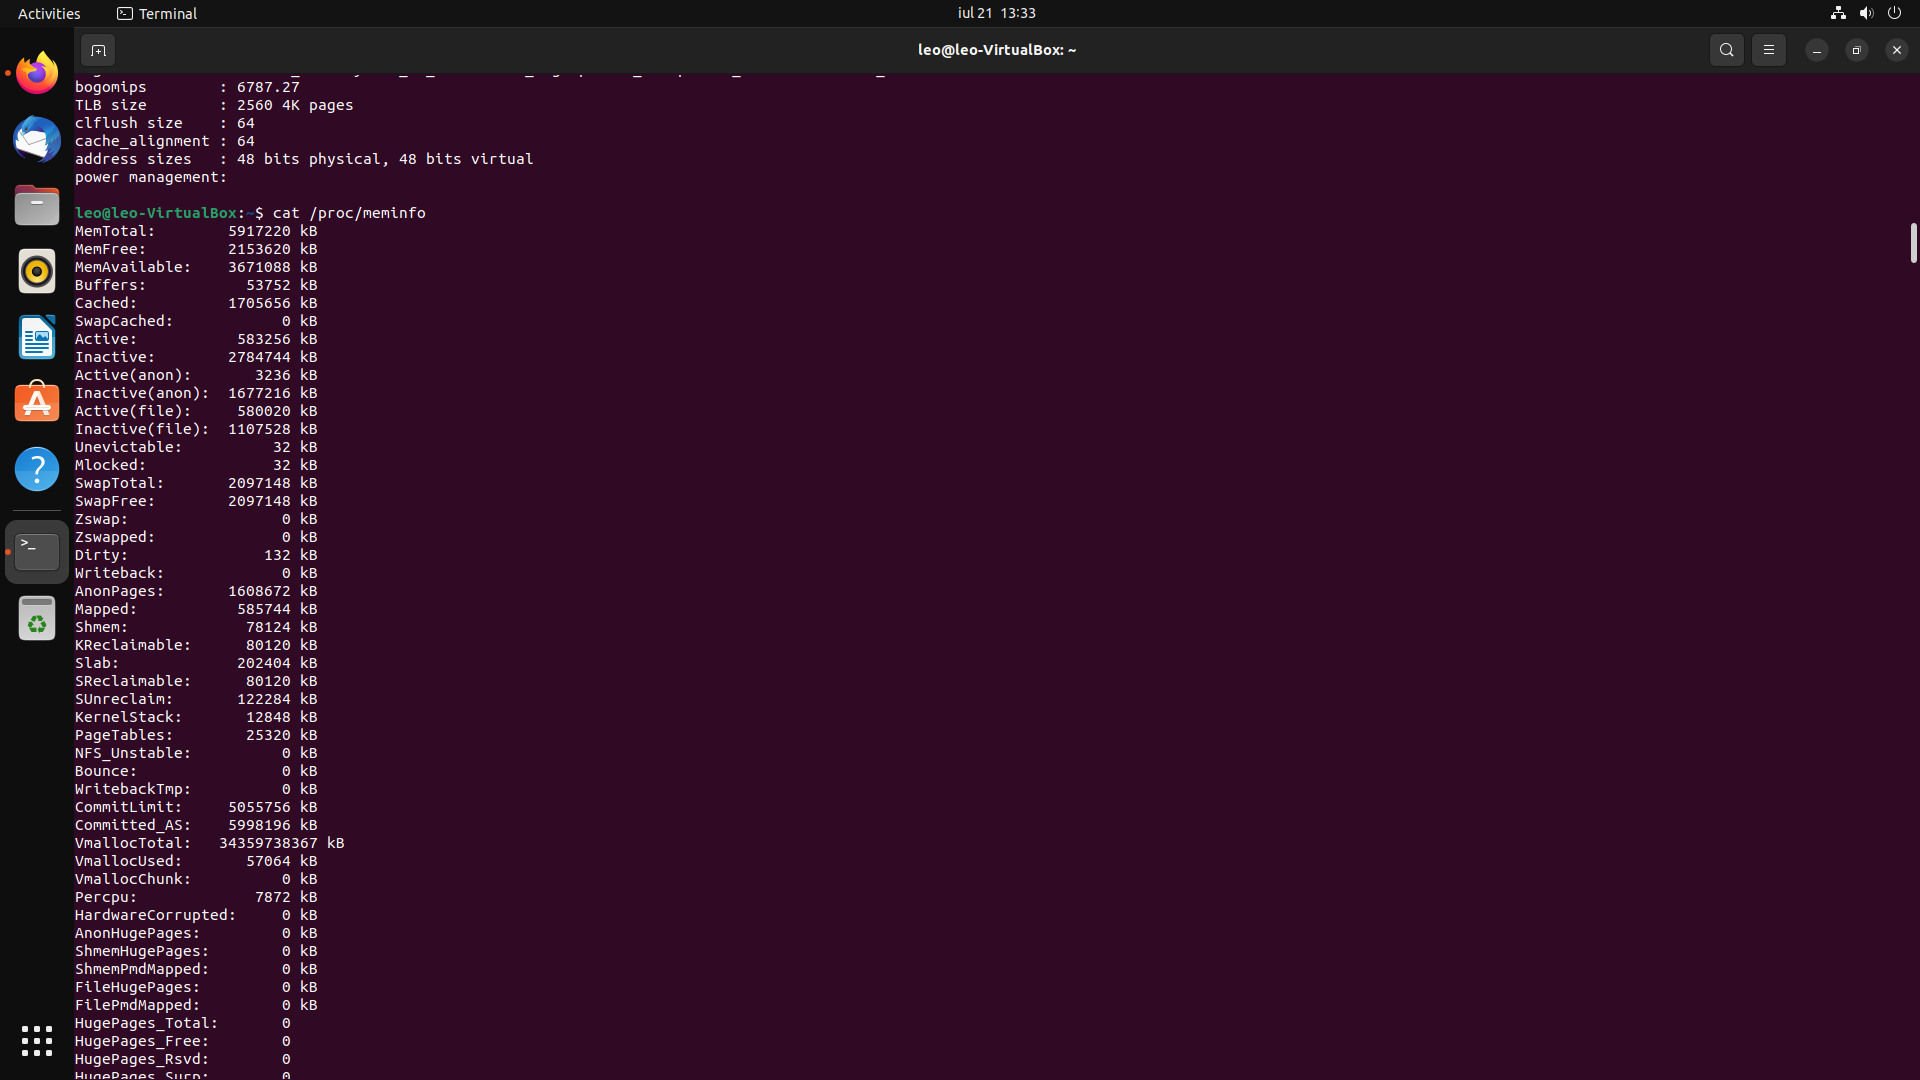 Activities
Terminal
iul 21 13:33
leo@leo-VirtualBox: ~
bogomips : 6787.27
TLB size : 2560 4K pages
clflush size : 64
cache_alignment : 64
address sizes : 48 bits physical, 48 bits virtual
power management:
leo@leo-VirtualBox:~$ cat /proc/meminfo
MemTotal: 5917220 kB
MemFree: 2153620 kB
MemAvailable: 3671088 kB
Buffers: 53752 kB
Cached: 1705656 kB
SwapCached: 0 kB
Active: 583256 kB
Inactive: 2784744 kB
Active(anon): 3236 kB
Inactive(anon): 1677216 kB
Active(file): 580020 kB
Inactive(file): 1107528 kB
Unevictable: 32 kB
Mlocked: 32 kB
SwapTotal: 2097148 kB
SwapFree: 2097148 kB
Zswap: 0 kB
Zswapped: 0 kB
Dirty: 132 kB
Writeback: 0 kB
AnonPages: 1608672 kB
Mapped: 585744 kB
Shmem: 78124 kB
KReclaimable: 80120 kB
Slab: 202404 kB
SReclaimable: 80120 kB
SUnreclaim: 122284 kB
KernelStack: 12848 kB
PageTables: 25320 kB
NFS_Unstable: 0 kB
Bounce: 0 kB
WritebackTmp: 0 kB
CommitLimit: 5055756 kB
Committed_AS: 5998196 kB
VmallocTotal: 34359738367 kB
VmallocUsed: 57064 kB
VmallocChunk: 0 kB
Percpu: 7872 kB
HardwareCorrupted: 0 kB
AnonHugePages: 0 kB
ShmemHugePages: 0 kB
ShmemPmdMapped: 0 kB
FileHugePages: 0 kB
FilePmdMapped: 0 kB
HugePages_Total: 0
HugePages_Free: 0
HugePages_Rsvd: 0
HugePages_Surp: 0